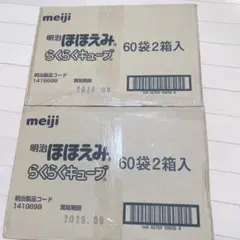 meiji
明治 ほほえみ
らくらくキューブ
60袋2箱入
明治製品コード
1419698
賞味期限
meiji
明治 ほほえみ
らくらくキューブ
60袋2箱入
明治製品コード
1419698
賞味期限